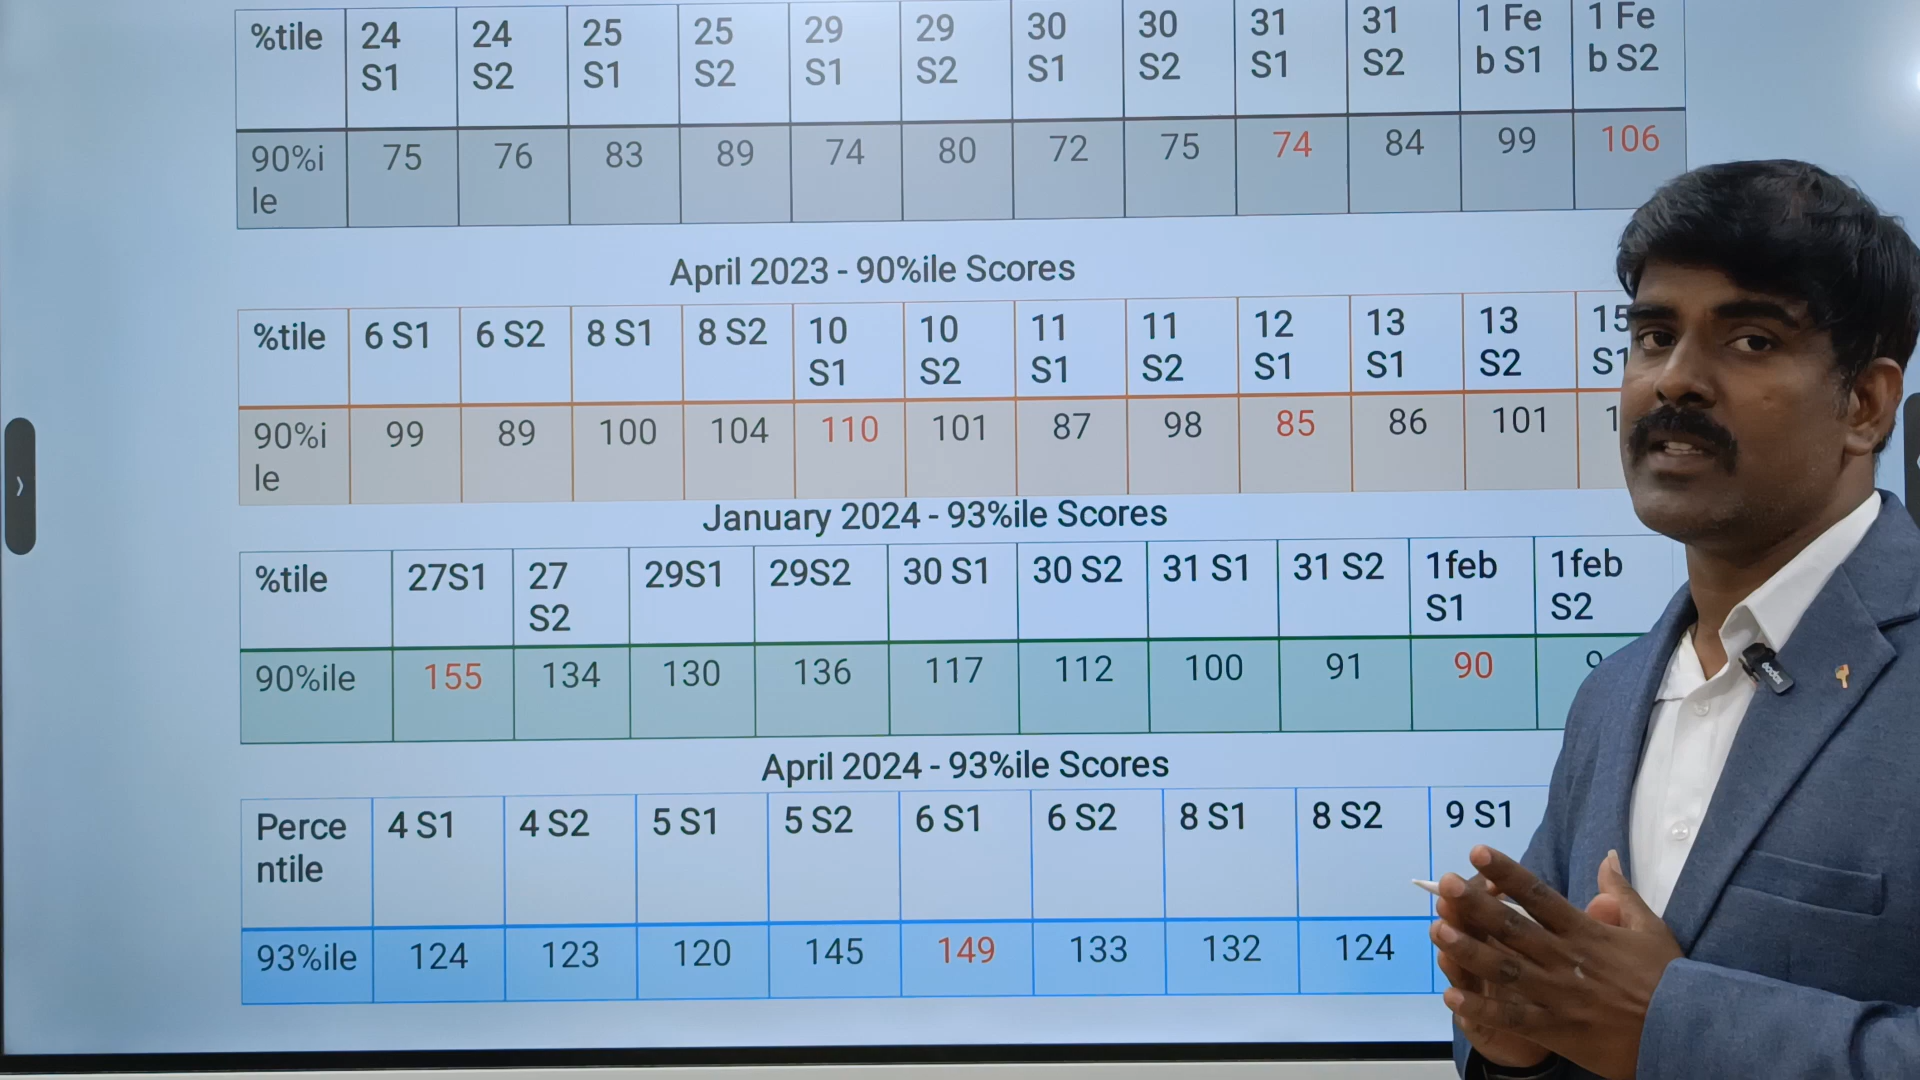 %tile 24 S1 24 S2 25 S1 25 S2 29 S1 29 S2 30 S1 30 S2 31 S1 31 S2 1 Fe b S1 1 Fe b S2
90%i le 75 76 83 89 74 80 72 75 74 84 99 106
April 2023 - 90%ile Scores
%tile 6 S1 6 S2 8 S1 8 S2 10 S1 10 S2 11 S1 11 S2 12 S1 13 S1 13 S2 15
90%i le 99 89 100 104 110 101 87 98 85 86 101
January 2024 - 93%ile Scores
%tile 27S1 27 S2 29S1 29S2 30 S1 30 S2 31 S1 31 S2 1feb S1 1feb S2
90%ile 155 134 130 136 117 112 100 91 90
April 2024 - 93%ile Scores
Perce ntile 4 S1 4 S2 5 S1 5 S2 6 S1 6 S2 8 S1 8 S2 9 S1
93%ile 124 123 120 145 149 133 132 124